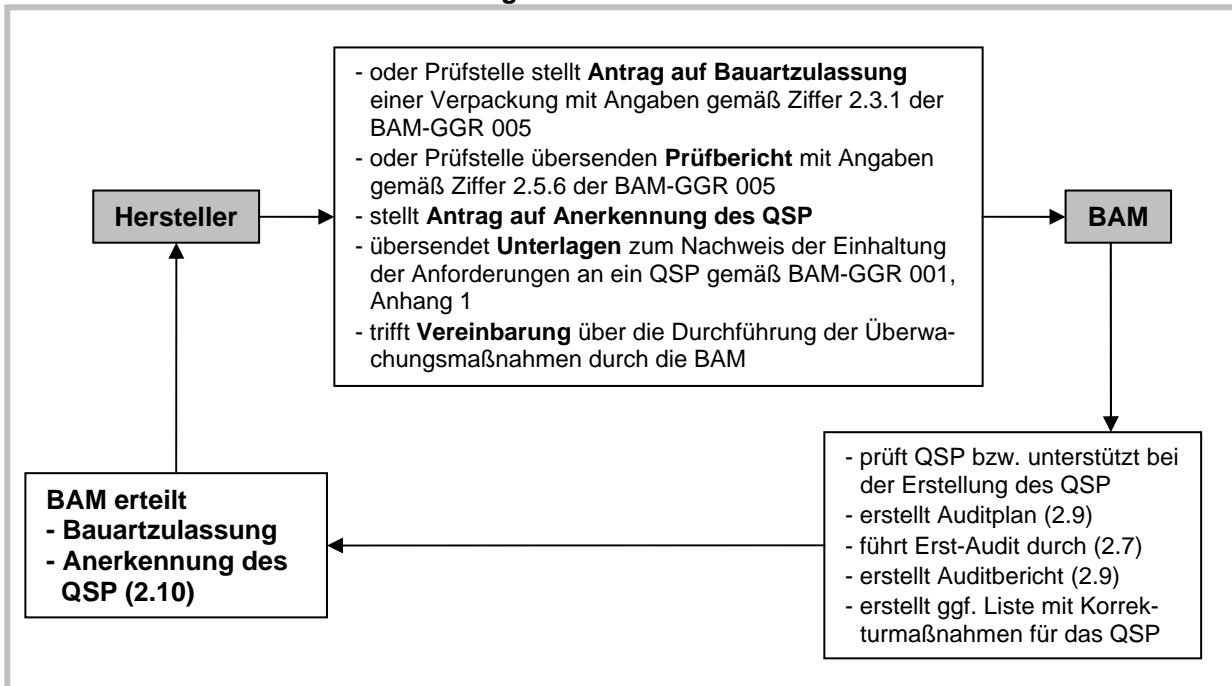 - oder Prüfstelle stellt Antrag auf Bauartzulassung
einer Verpackung mit Angaben gemäß Ziffer 2.3.1 der
BAM-GGR 005
- oder Prüfstelle übersenden Prüfbericht mit Angaben
gemäß Ziffer 2.5.6 der BAM-GGR 005
- stellt Antrag auf Anerkennung des QSP
- übersendet Unterlagen zum Nachweis der Einhaltung
der Anforderungen an ein QSP gemäß BAM-GGR 001,
Anhang 1
- trifft Vereinbarung über die Durchführung der Überwa-
chungsmaßnahmen durch die BAM
Hersteller
BAM
- prüft QSP bzw. unterstützt bei
der Erstellung des QSP
- erstellt Auditplan (2.9)
- führt Erst-Audit durch (2.7)
- erstellt Auditbericht (2.9)
- erstellt ggf. Liste mit Korrek-
turmaßnahmen für das QSP
BAM erteilt
- Bauartzulassung
- Anerkennung des
QSP (2.10)